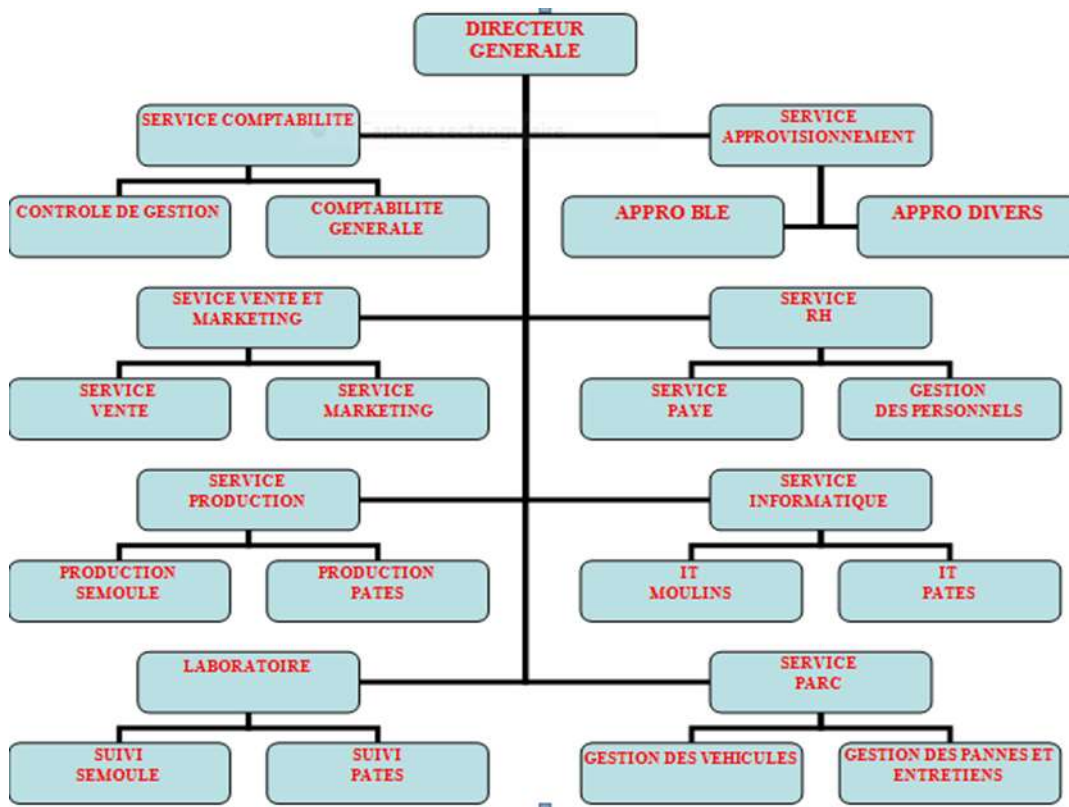 DIRECTEUR
GENERALE
SERVICE COMPTABILITE
SERVICE
APPROVISIONNEMENT
CONTROLE DE GESTION
COMPTABILITE
GENERALE
APPRO BLE
APPRO DIVERS
SEVICE VENTE ET
MARKETING
SERVICE
RH
SERVICE
VENTE
SERVICE
MARKETING
SERVICE
PAYE
GESTION
DES PERSONNELS
SERVICE
PRODUCTION
SERVICE
INFORMATIQUE
PRODUCTION
SEMOULE
PRODUCTION
PATES
IT
MOULINS
IT
PATES
LABORATOIRE
SERVICE
PARC
SUIVI
SEMOULE
SUIVI
PATES
GESTION DES VEHICULES
GESTION DES PANNES ET
ENTRETIENS